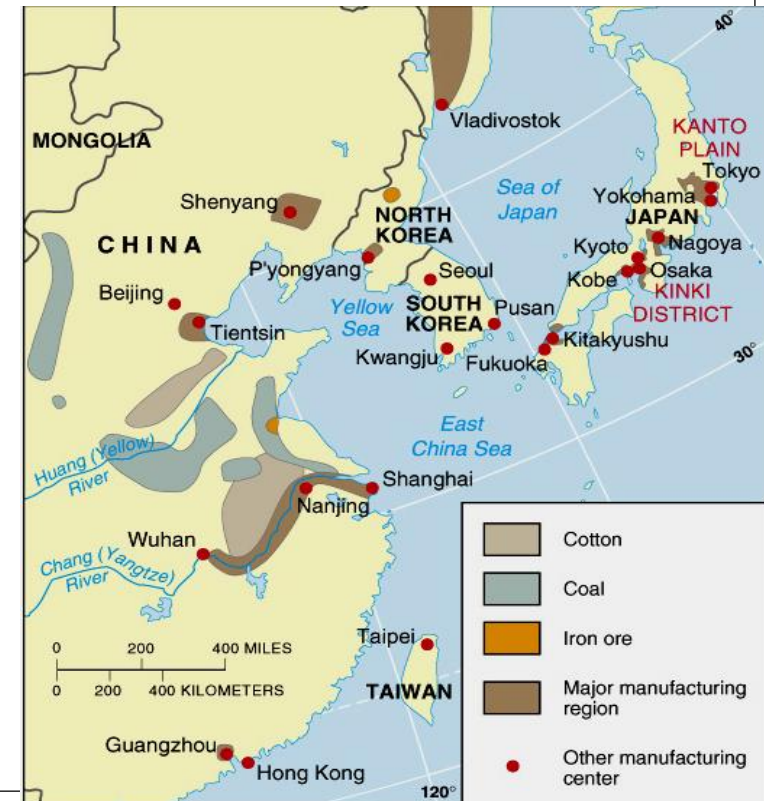 40°
Vladivostok
MONGOLIA
KANTO
PLAIN
Tokyo
Sea of
Japan
Yokohama
Shenyang
NORTH
KOREA
JAPAN
CHINA
Nagoya
Kyoto
P'yongyang
Seoul
Kobe
Osaka
Beijing
Yellow
Sea
SOUTH
KOREA
Pusan
KINKI
DISTRICT
Tientsin
Kitakyushu
Kwangju
Fukuoka
30°
East
China Sea
Huang (Yellow)
River
Shanghai
Nanjing
Wuhan
Chang (Yangtze)
River
Cotton
Coal
Iron ore
Major manufacturing
region
Other manufacturing
center
0 200 400 MILES
0 200 400 KILOMETERS
Taipei
TAIWAN
Guangzhou
Hong Kong
120°